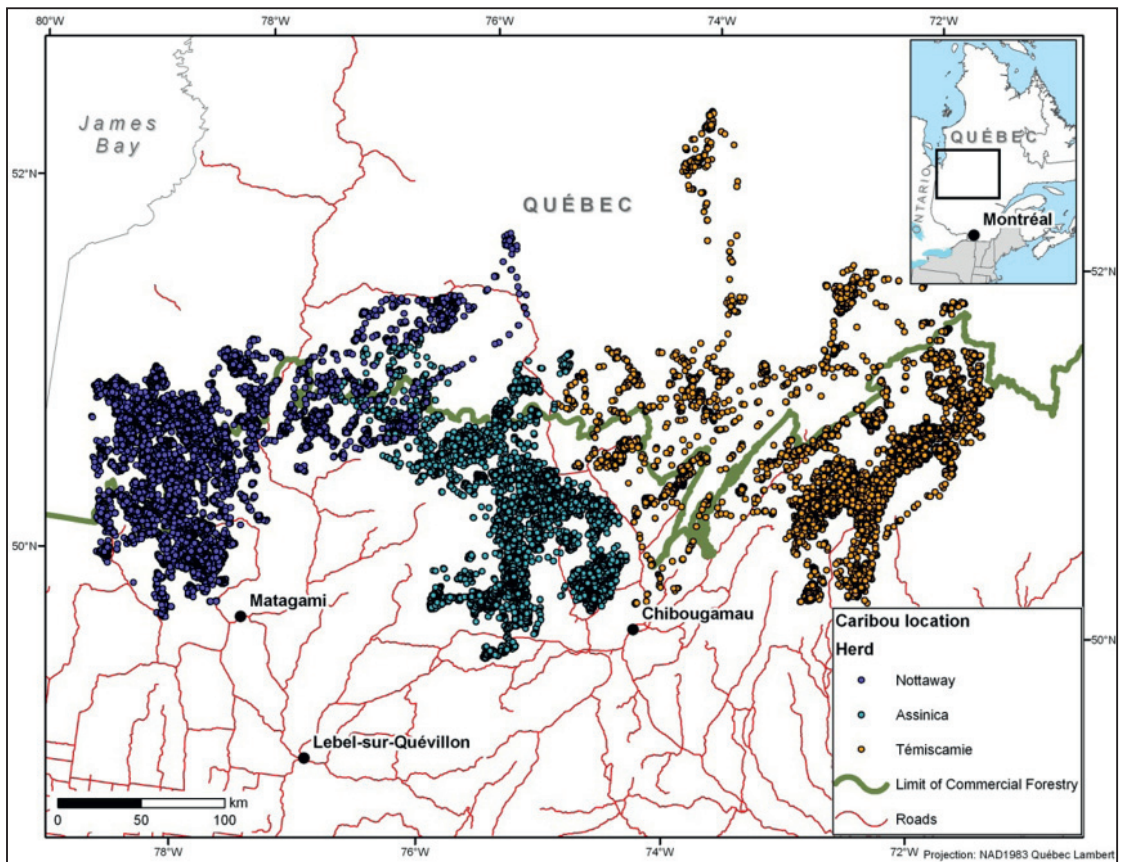 80°W 78°W 76°W 74°W 72°W
James
Bay
QUÉBEC
ONTARIO
Montréal
52°N
52°N
QUÉBEC
50°N
50°N
Matagami
Chibougamau
Lebel-sur-Quévillon
Caribou location
Herd
Nottaway
Assinica
Témiscamie
Limit of Commercial Forestry
Roads
km
0 50 100
78°W 76°W 74°W 72°W
Projection: NAD1983 Québec Lambert